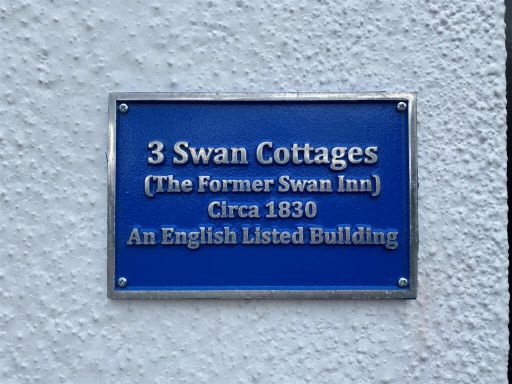 3 Swan Cottages
(The Former Swan Inn)
Circa 1830
An English Listed Building